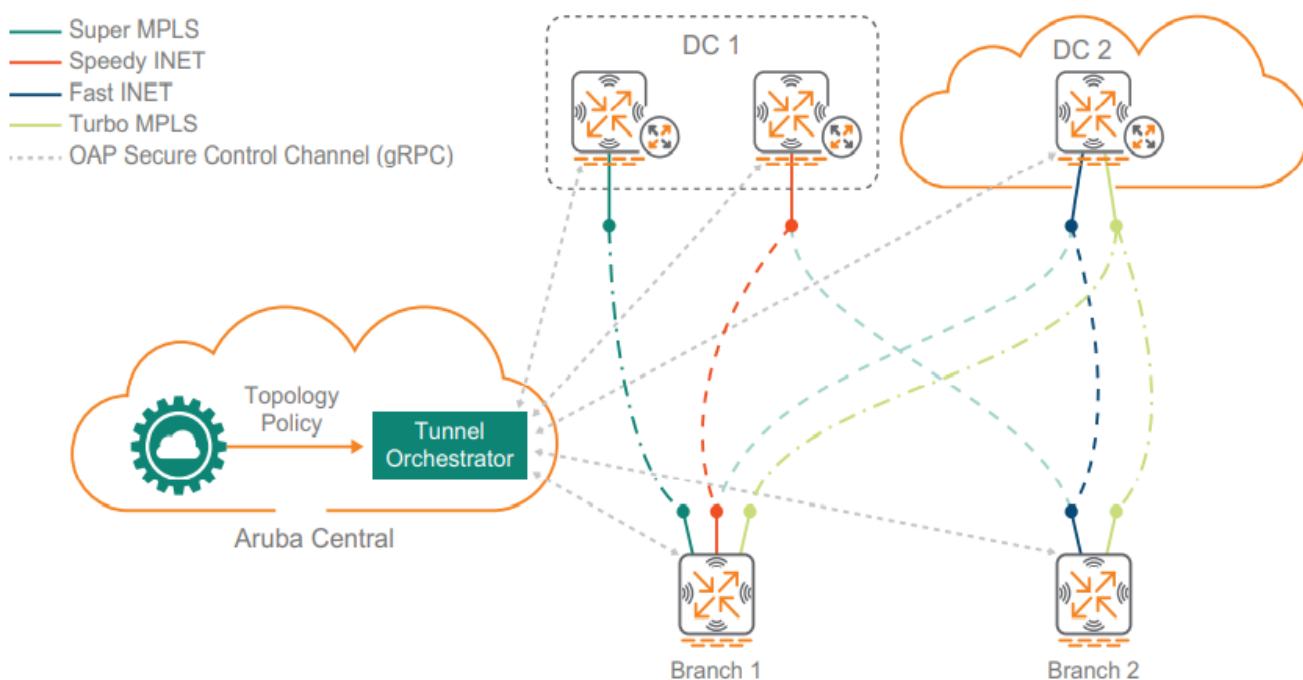 Super MPLS
Speedy INET
Fast INET
Turbo MPLS
OAP Secure Control Channel (gRPC)
DC 1
DC 2
Topology
Policy
Tunnel
Orchestrator
Aruba Central
Branch 1
Branch 2